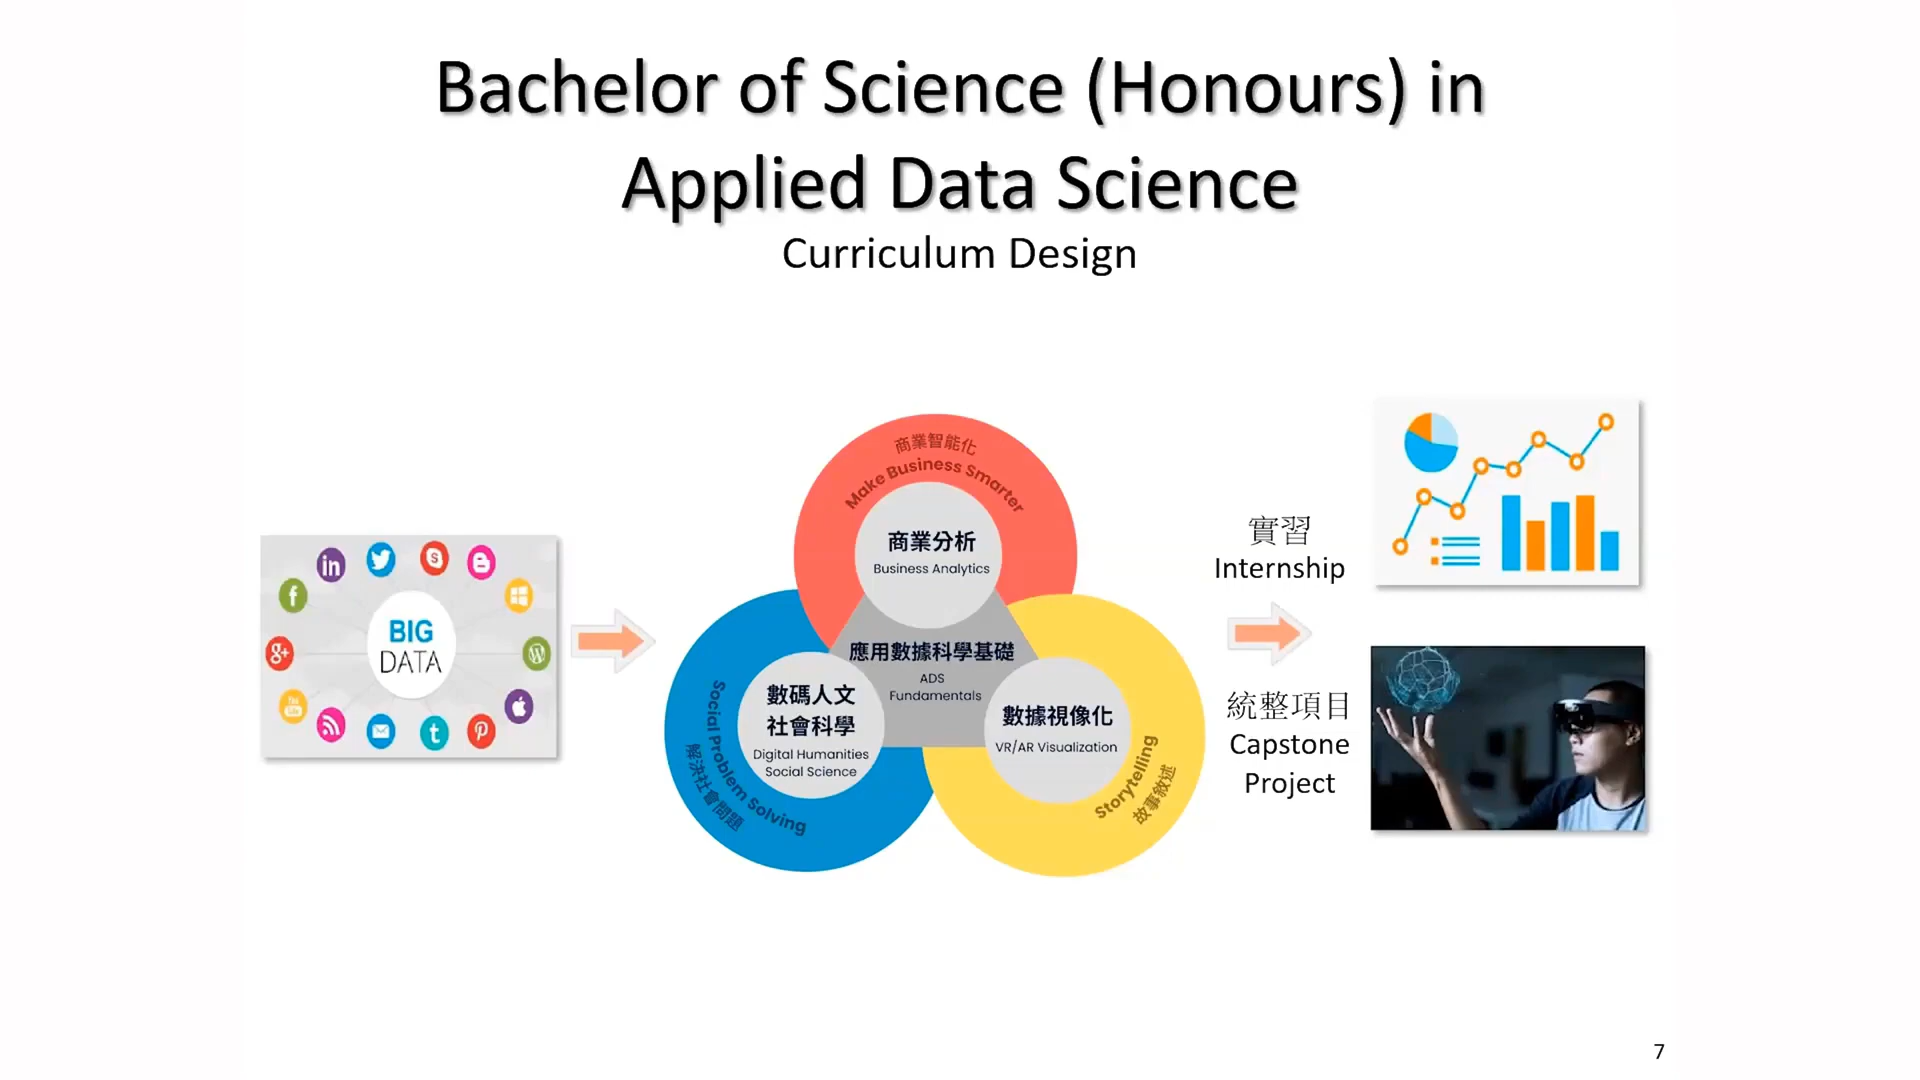 Bachelor of Science (Honours) in
Applied Data Science
Curriculum Design
BIG
DATA
in
S
f
g+
You
Tube
W
t
商業智能化
Make Business Smarter
商業分析
Business Analytics
應用數據科學基礎
ADS
Fundamentals
數碼人文
社會科學
Digital Humanities
Social Science
Social Problem Solving
解決社會問題
數據視像化
VR/AR Visualization
Storytelling
故事敘述
實習
Internship
統整項目
Capstone
Project
7